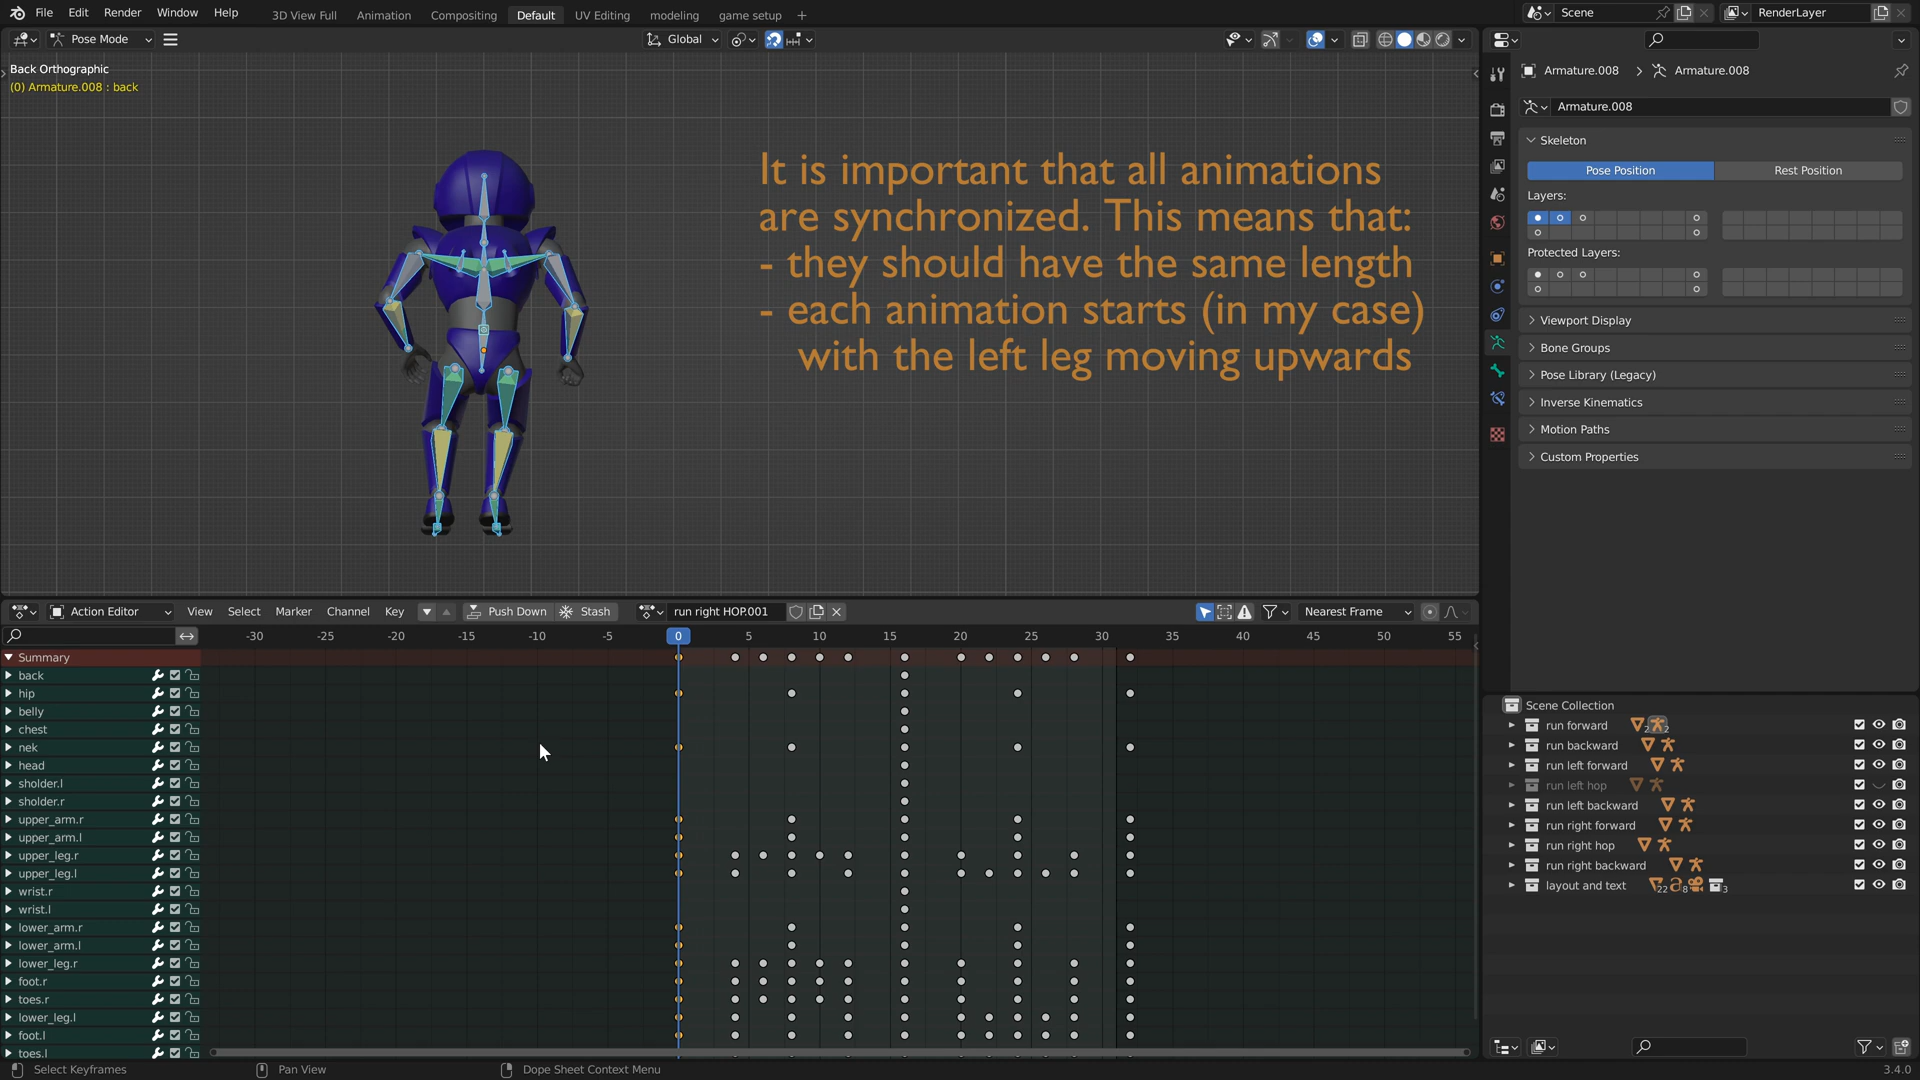 File Edit Render Window Help 3D View Full Animation Compositing Default UV Editing modeling game setup + Scene RenderLayer
Pose Mode Global
Back Orthographic
(0) Armature.008 : back
It is important that all animations
are synchronized. This means that:
- they should have the same length
- each animation starts (in my case)
with the left leg moving upwards
Armature.008 > Armature.008
Armature.008
Skeleton
Pose Position Rest Position
Layers:
Protected Layers:
Viewport Display
Bone Groups
Pose Library (Legacy)
Inverse Kinematics
Motion Paths
Custom Properties
Action Editor View Select Marker Channel Key Push Down Stash run right HOP.001 Nearest Frame
-30 -25 -20 -15 -10 -5 0 5 10 15 20 25 30 35 40 45 50 55
Summary
back
hip
belly
chest
nek
head
sholder.l
sholder.r
upper_arm.r
upper_arm.l
upper_leg.r
upper_leg.l
wrist.r
wrist.l
lower_arm.r
lower_arm.l
lower_leg.r
foot.r
toes.r
lower_leg.l
foot.l
toes.l
Scene Collection
run forward 2 2
run backward
run left forward
run left hop
run left backward
run right forward
run right hop
run right backward
layout and text 22 8 3
Select Keyframes Pan View Dope Sheet Context Menu 3.4.0